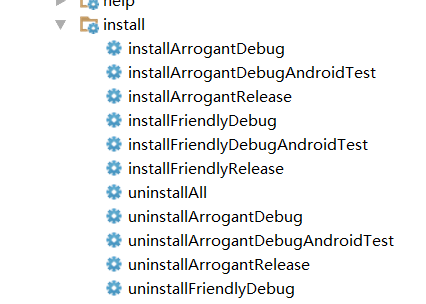 help
install
installArrogantDebug
installArrogantDebugAndroidTest
installArrogantRelease
installFriendlyDebug
installFriendlyDebugAndroidTest
installFriendlyRelease
uninstallAll
uninstallArrogantDebug
uninstallArrogantDebugAndroidTest
uninstallArrogantRelease
uninstallFriendlyDebug